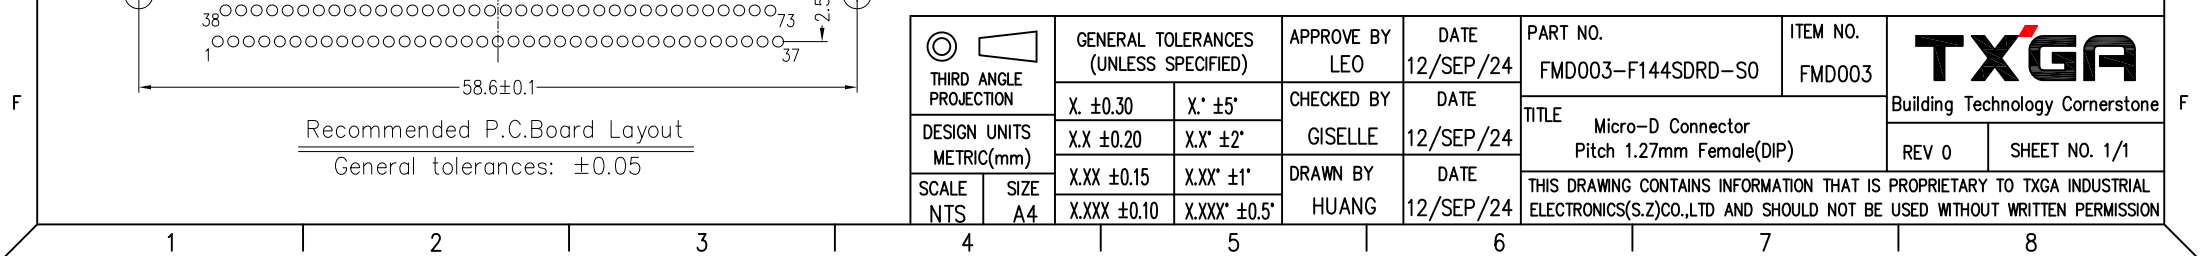 38
73
2.5
1
37
58.6±0.1
Recommended P.C.Board Layout
General tolerances: ±0.05
F
THIRD ANGLE
PROJECTION
DESIGN UNITS
METRIC(mm)
SCALE
NTS
SIZE
A4
GENERAL TOLERANCES
(UNLESS SPECIFIED)
X. ±0.30
X.° ±5°
X.X ±0.20
X.X° ±2°
X.XX ±0.15
X.XX° ±1°
X.XXX ±0.10
X.XXX° ±0.5°
APPROVE BY
LEO
DATE
12/SEP/24
CHECKED BY
GISELLE
DATE
12/SEP/24
DRAWN BY
HUANG
DATE
12/SEP/24
PART NO.
FMD003-F144SDRD-S0
ITEM NO.
FMD003
TITLE
Micro-D Connector
Pitch 1.27mm Female(DIP)
TXGA
Building Technology Cornerstone
REV 0
SHEET NO. 1/1
THIS DRAWING CONTAINS INFORMATION THAT IS PROPRIETARY TO TXGA INDUSTRIAL
ELECTRONICS(S.Z)CO.,LTD AND SHOULD NOT BE USED WITHOUT WRITTEN PERMISSION
F
1 2 3 4 5 6 7 8